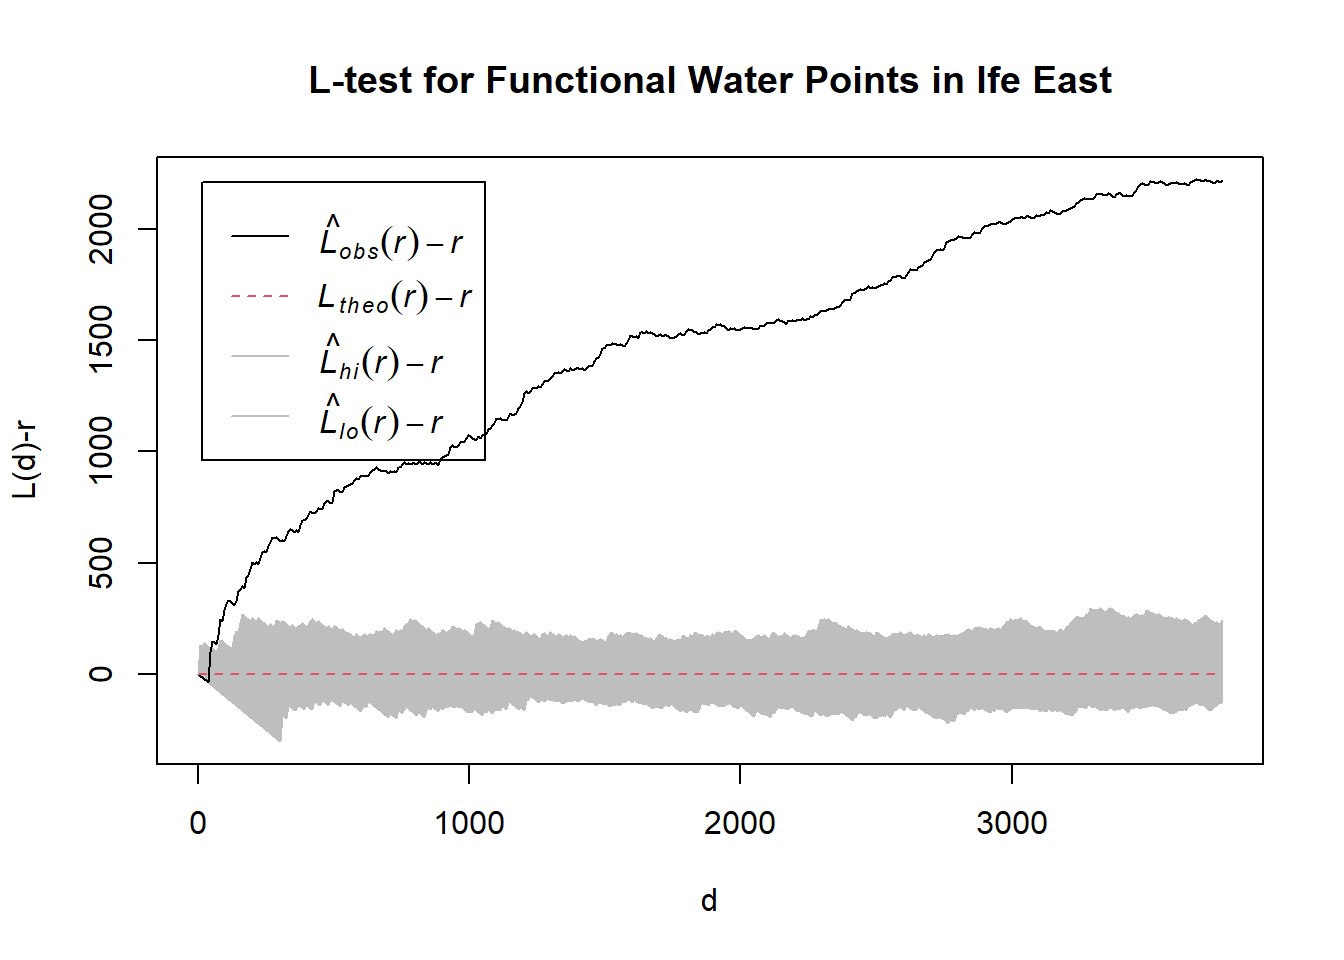 L-test for Functional Water Points in Ife East
L̂obs(r) − r
Ltheo(r) − r
L̂hi(r) − r
L̂lo(r) − r
L(d)-r
0
500
1000
1500
2000
0 1000 2000 3000
d